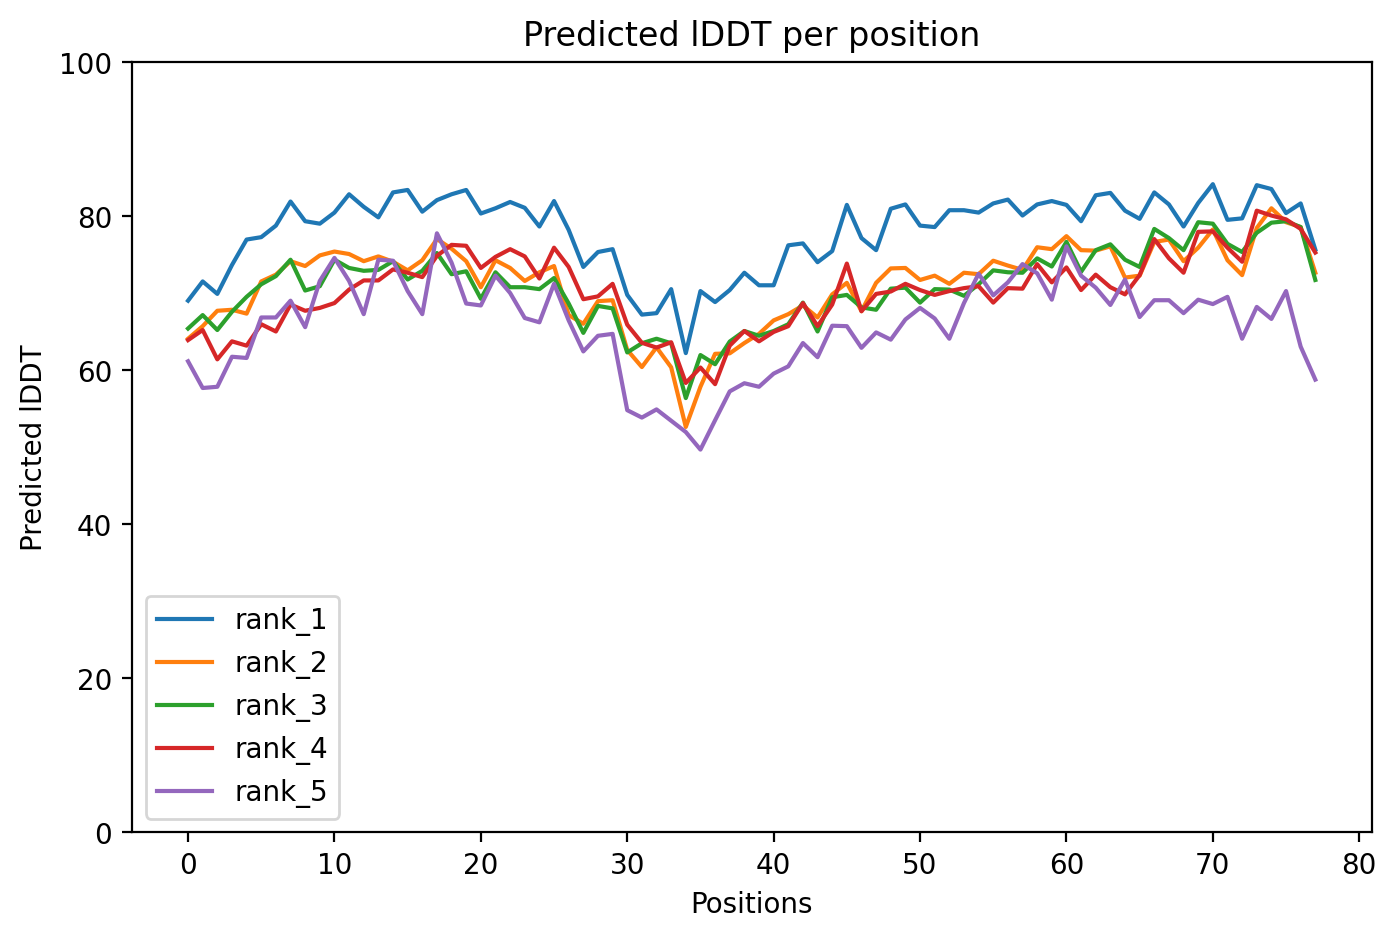 Predicted lDDT per position
100
80
60
40
20
0
Predicted lDDT
rank_1
rank_2
rank_3
rank_4
rank_5
0 10 20 30 40 50 60 70 80
Positions